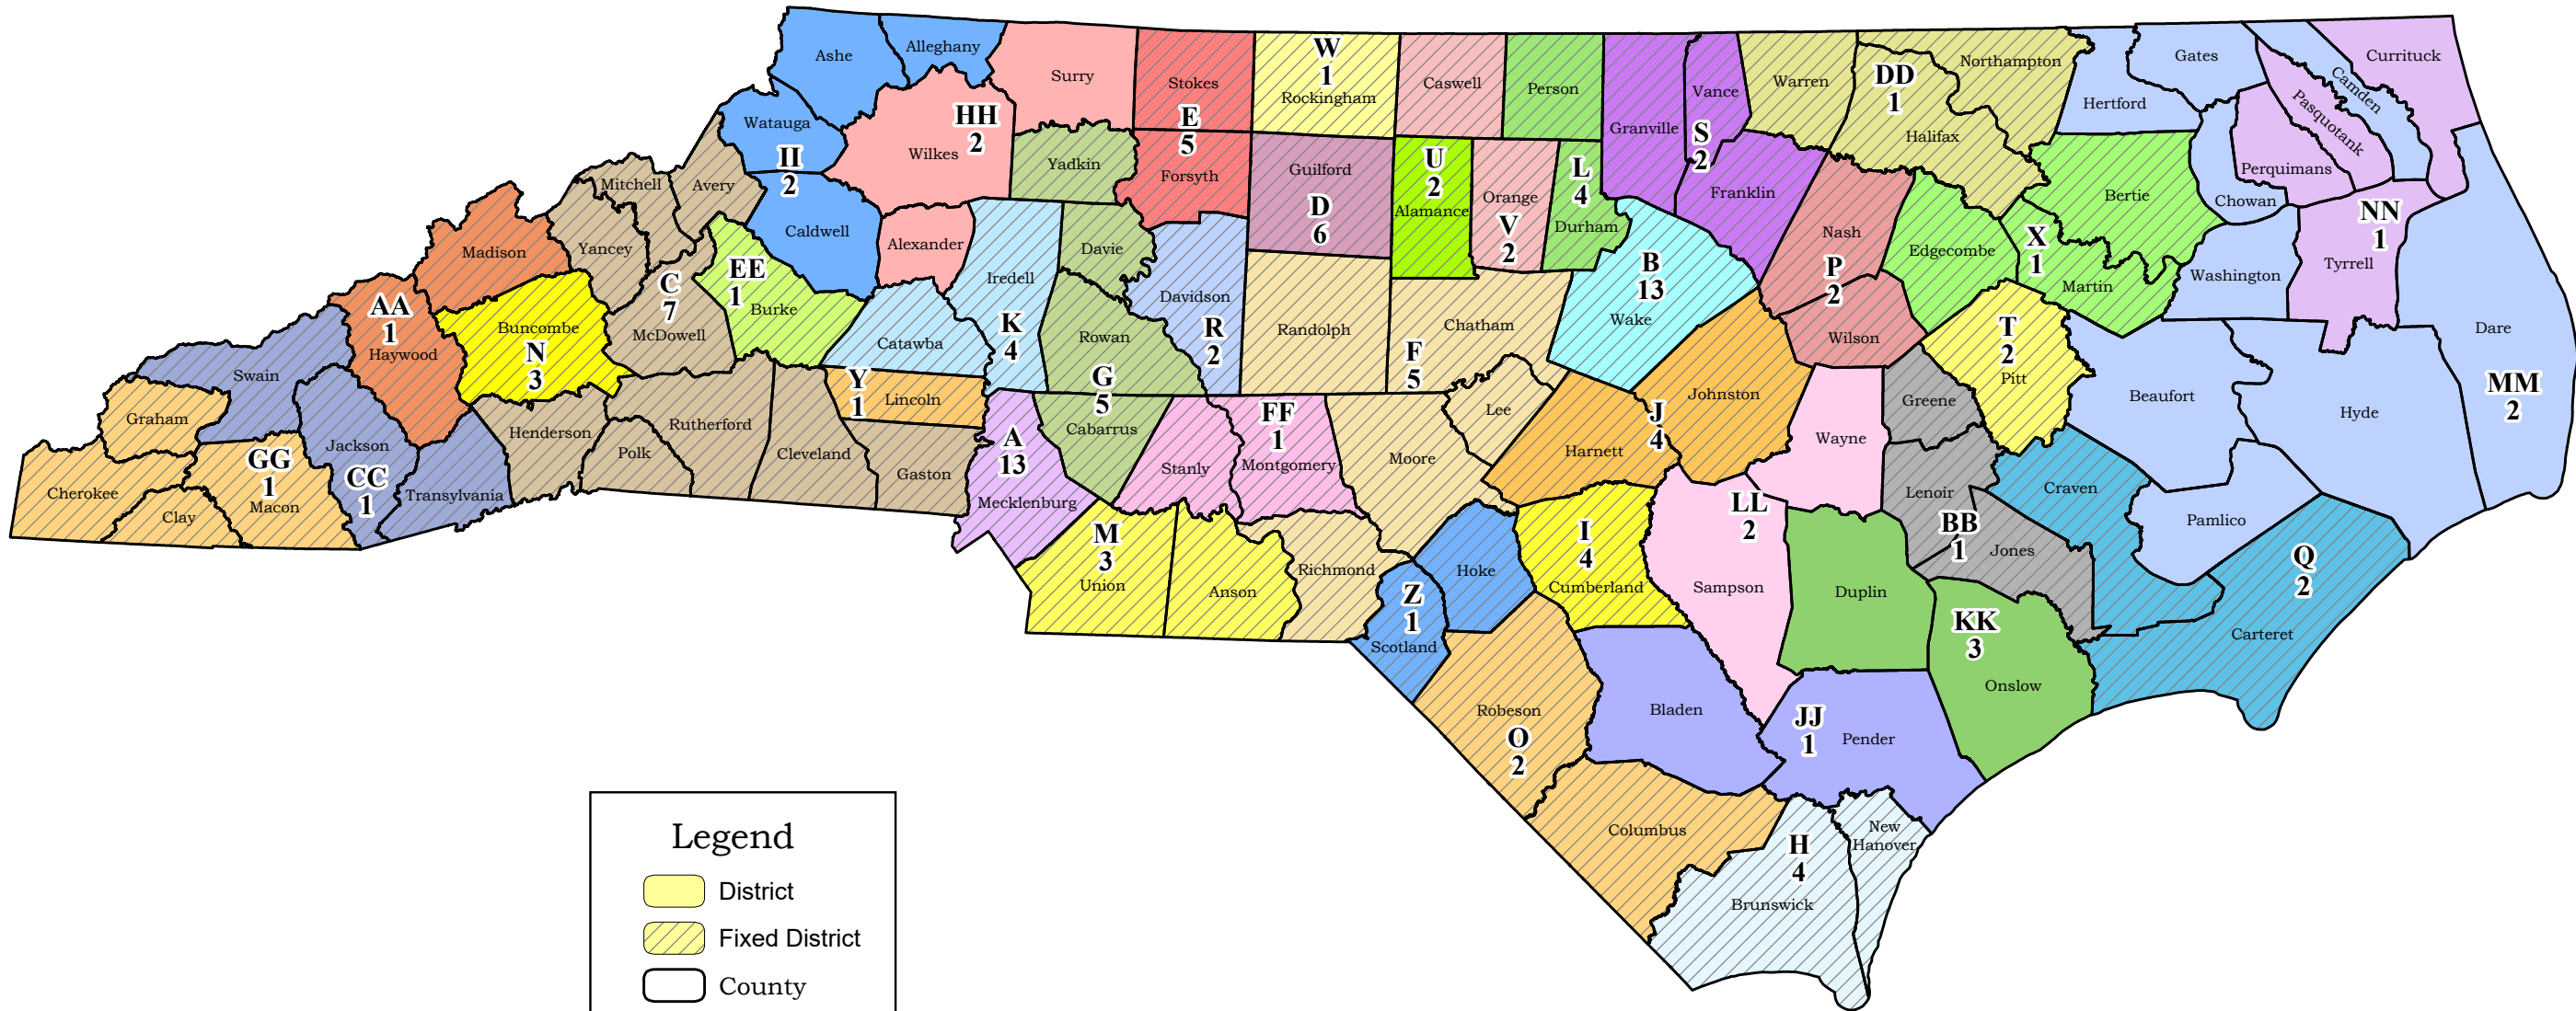 Ashe
Alleghany
Surry
Stokes
W
1
Rockingham
Caswell
Person
Granville
Vance
Warren
DD
1
Northampton
Halifax
Hertford
Gates
Camden
Currituck
Pasquotank
Perquimans
Chowan
Watauga
II
2
Wilkes
HH
2
Yadkin
E
5
Forsyth
Guilford
D
6
U
2
Alamance
Orange
V
2
L
4
Durham
S
2
Franklin
Nash
P
2
Wilson
Edgecombe
X
1
Martin
Bertie
Washington
NN
1
Tyrrell
Dare
MM
2
Mitchell
Avery
Yancey
Madison
Caldwell
Alexander
Iredell
K
4
Davie
Davidson
R
2
Randolph
Chatham
F
5
B
13
Wake
Johnston
T
2
Pitt
Beaufort
Hyde
AA
1
Haywood
Buncombe
N
3
C
7
McDowell
EE
1
Burke
Catawba
Rowan
G
5
Cabarrus
Swain
Graham
Cherokee
Clay
GG
1
Macon
Jackson
CC
1
Transylvania
Henderson
Polk
Rutherford
Cleveland
Y
1
Lincoln
Gaston
A
13
Mecklenburg
Stanly
FF
1
Montgomery
Moore
Lee
Harnett
J
4
Wayne
Greene
Lenoir
BB
1
Jones
Craven
Pamlico
Q
2
Carteret
M
3
Union
Anson
Richmond
Z
1
Scotland
Hoke
I
4
Cumberland
LL
2
Sampson
Duplin
KK
3
Onslow
Robeson
O
2
Bladen
JJ
1
Pender
Columbus
H
4
Brunswick
New
Hanover
Legend
District
Fixed District
County